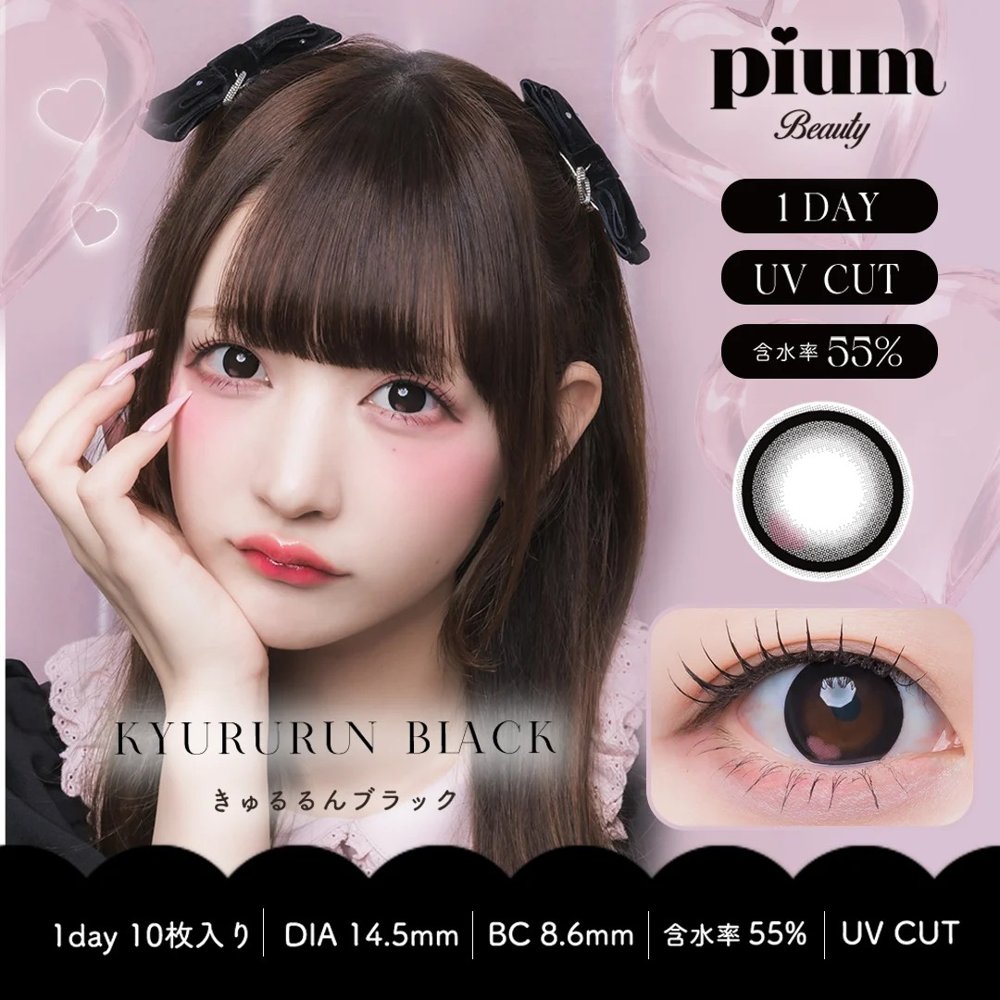 pium
Beauty
1 DAY
UV CUT
含水率 55%
KYURURUN BLACK
きゅるるんブラック
1day 10枚入り
DIA 14.5mm
BC 8.6mm
含水率 55%
UV CUT